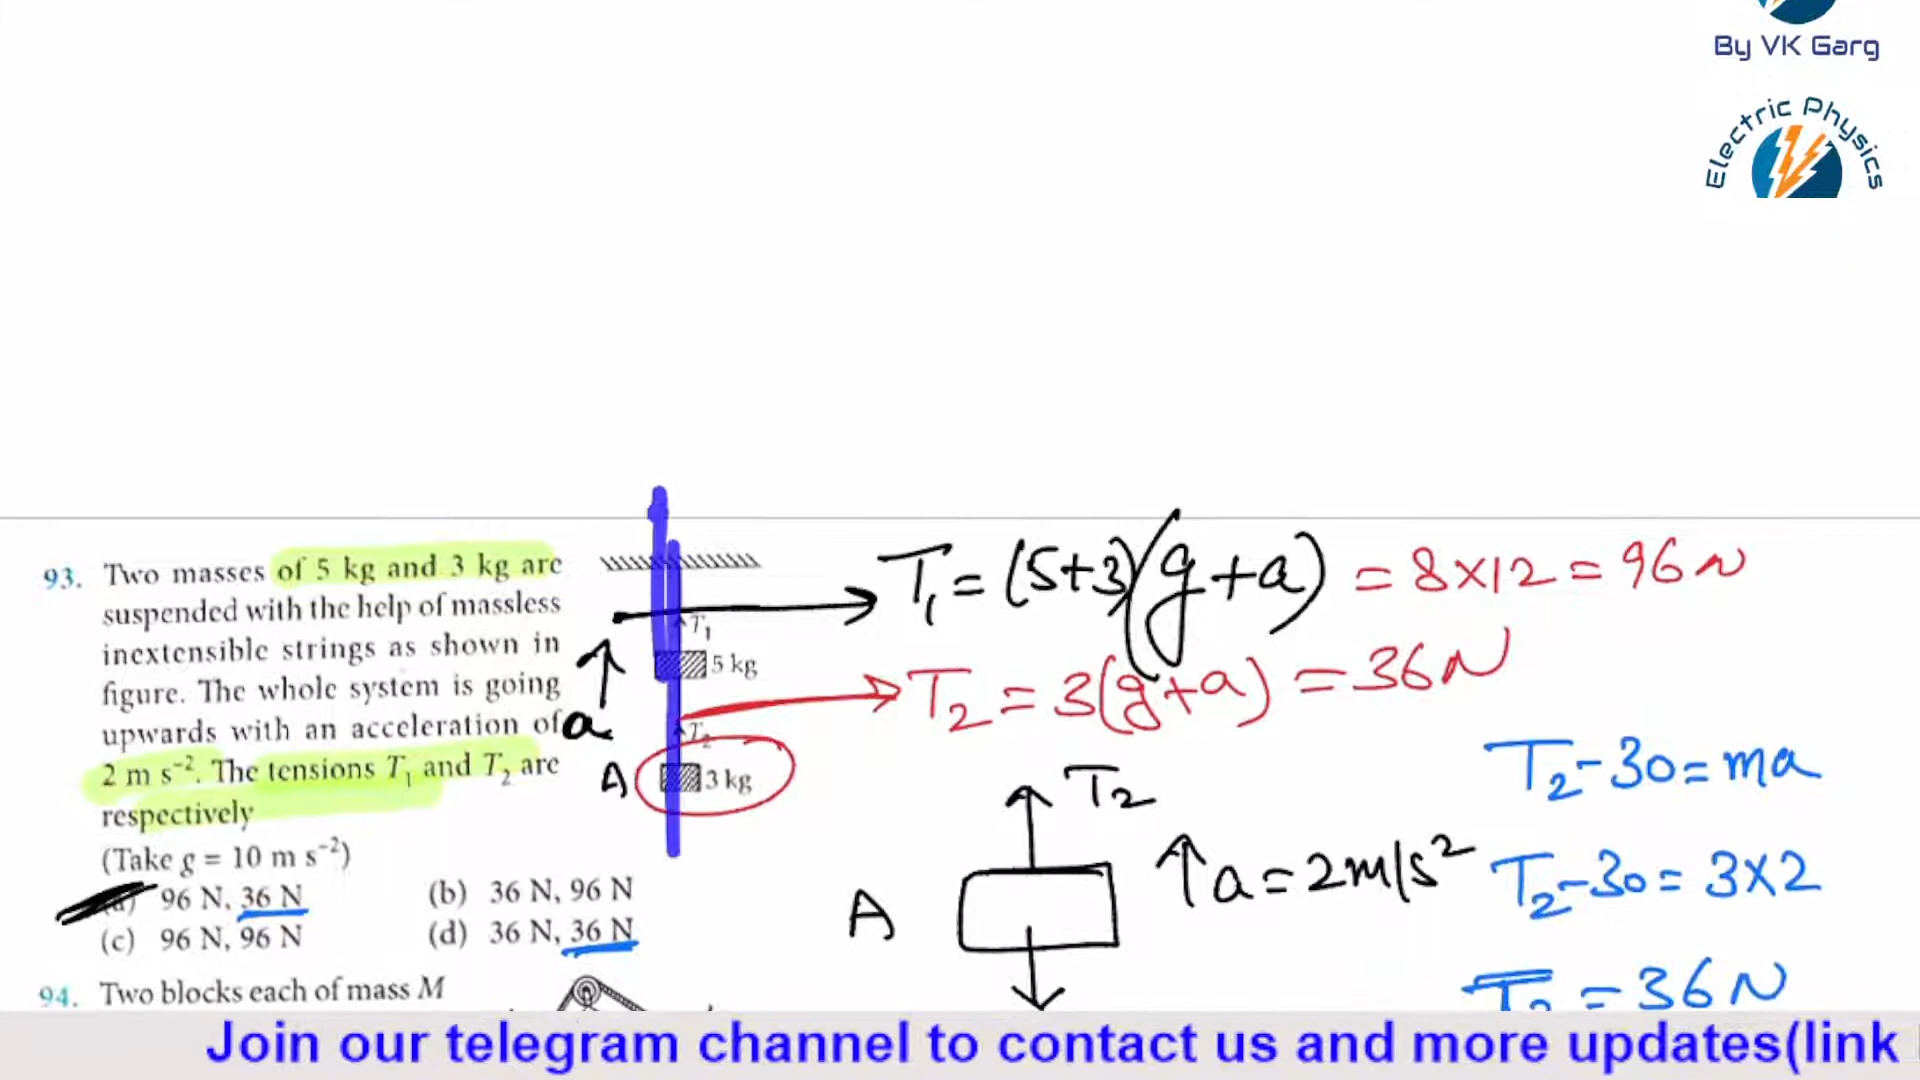 By VK Garg
Electric Physics
93. Two masses of 5 kg and 3 kg are
suspended with the help of massless
inextensible strings as shown in
figure. The whole system is going
upwards with an acceleration of
2 m s⁻². The tensions T₁ and T₂ are
respectively
(Take g = 10 m s⁻²)
(a) 96 N, 36 N
(b) 36 N, 96 N
(c) 96 N, 96 N
(d) 36 N, 36 N
T₁
5 kg
T₂
3 kg
a
A
T₁ = (5+3)(g+a) = 8×12 = 96 N
T₂ = 3(g+a) = 36 N
T₂
A
a = 2 m/s²
T₂-30 = ma
T₂-30 = 3×2
T₂ = 36 N
94. Two blocks each of mass M
Join our telegram channel to contact us and more updates(link